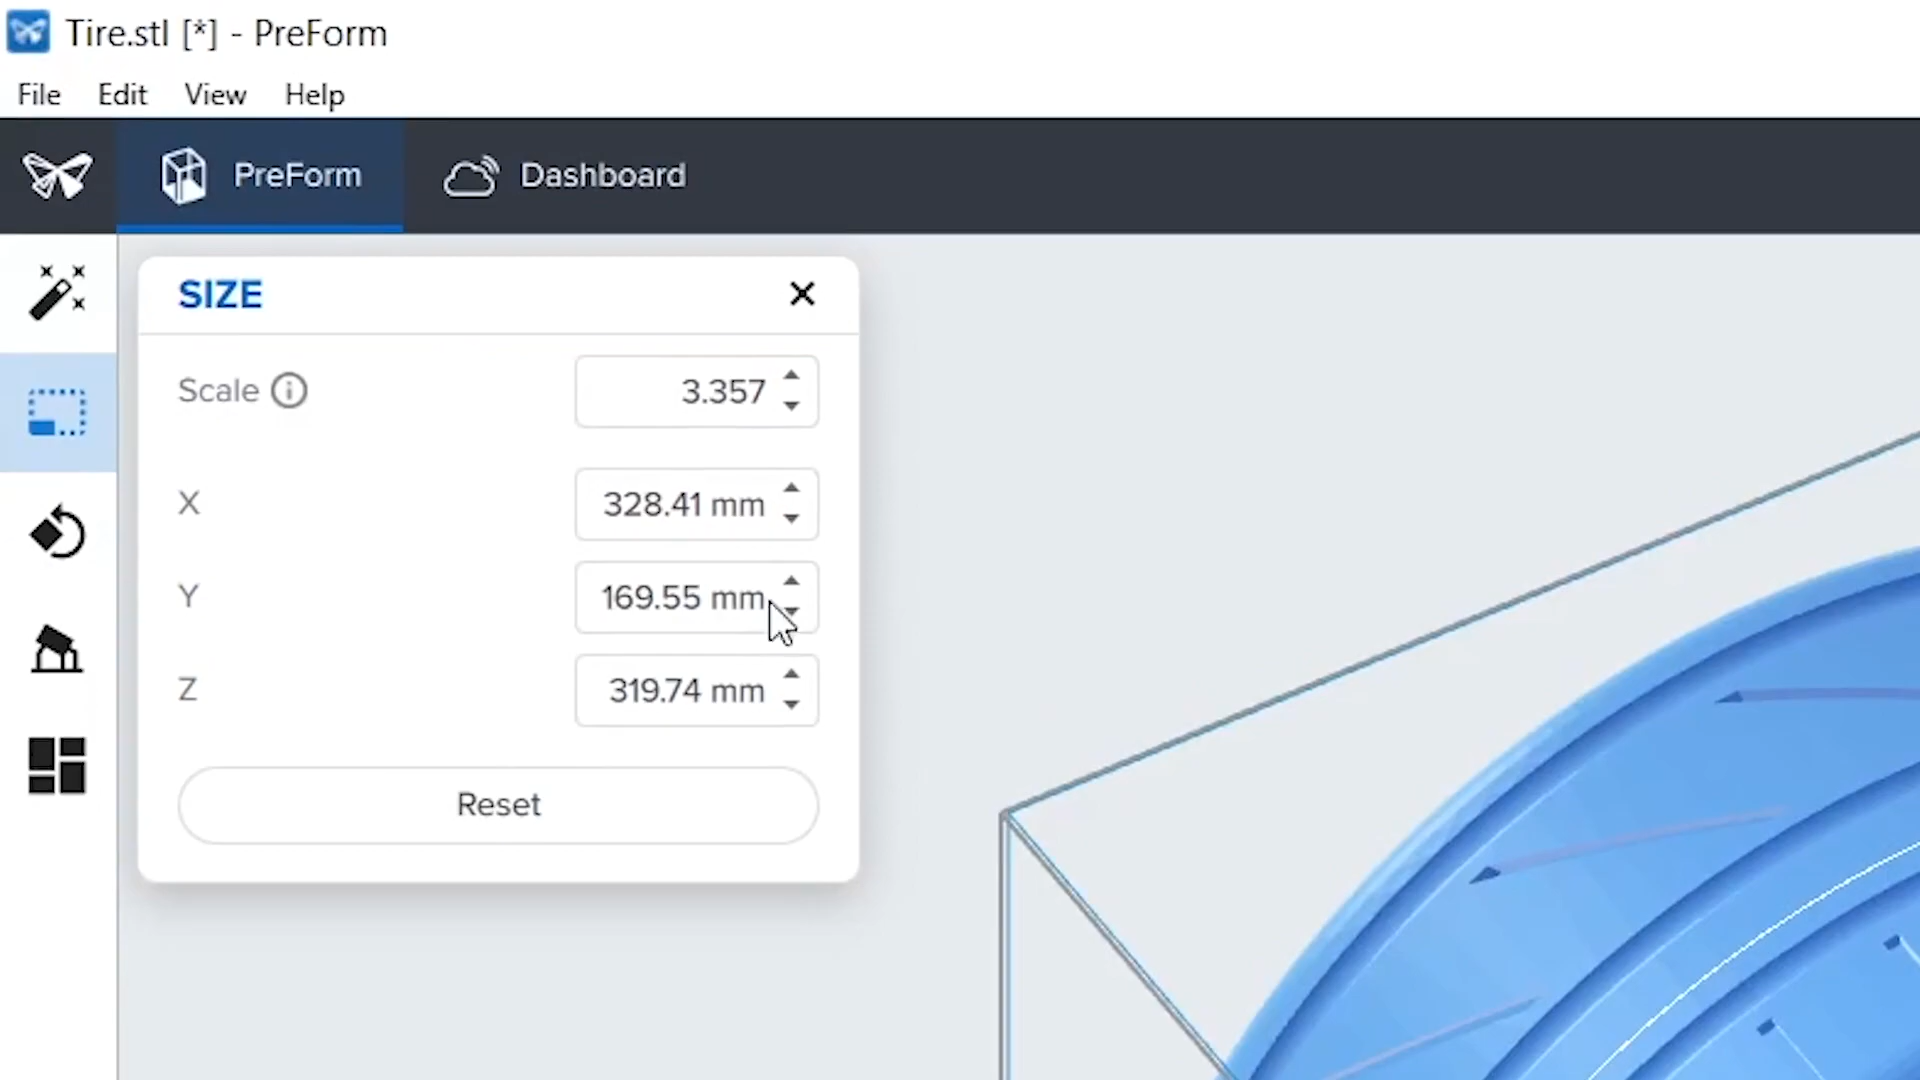 Tire.stl [*] - PreForm
File Edit View Help
PreForm Dashboard
SIZE
Scale 3.357
X 328.41 mm
Y 169.55 mm
Z 319.74 mm
Reset